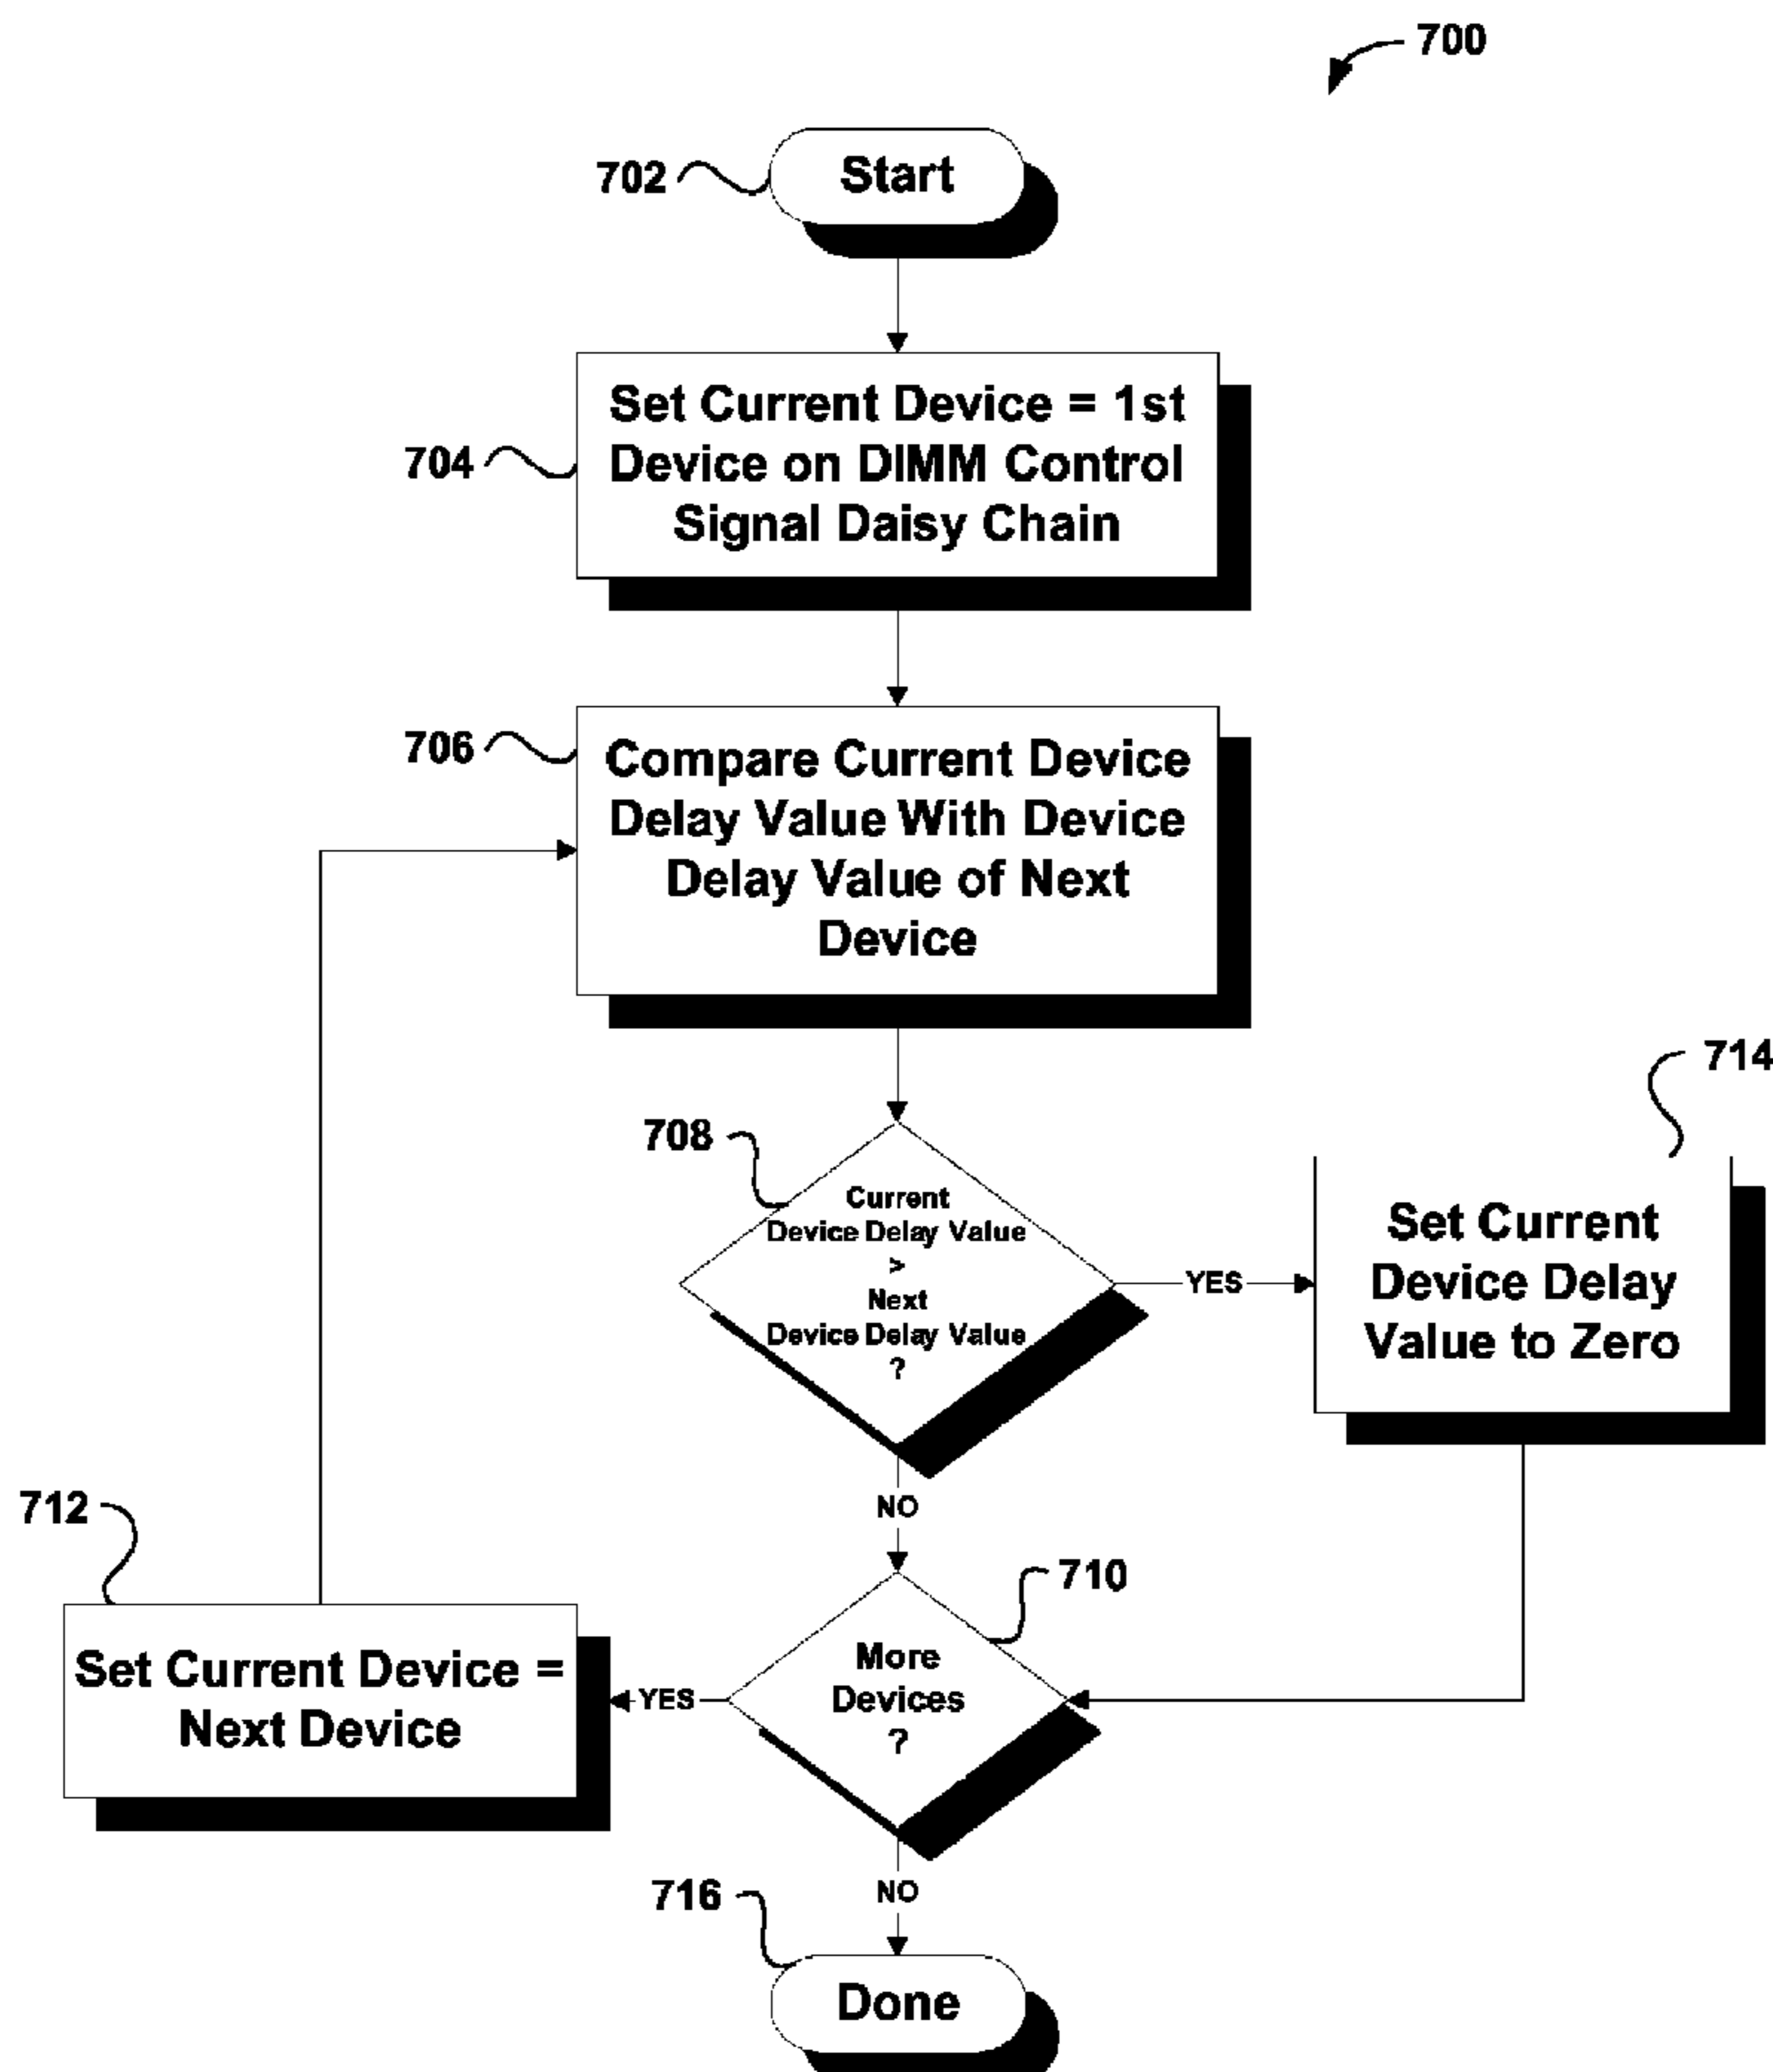 700
702
Start
704
Set Current Device = 1st
Device on DIMM Control
Signal Daisy Chain
706
Compare Current Device
Delay Value With Device
Delay Value of Next
Device
708
Current
Device Delay Value
>
Next
Device Delay Value
?
YES
714
Set Current
Device Delay
Value to Zero
NO
710
More
Devices
?
YES
712
Set Current Device =
Next Device
NO
716
Done